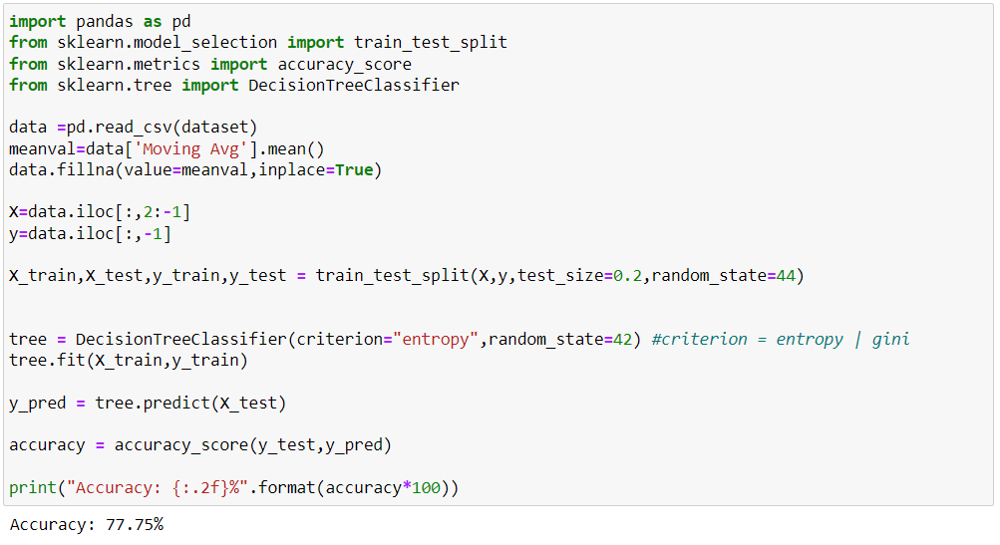 import pandas as pd
from sklearn.model_selection import train_test_split
from sklearn.metrics import accuracy_score
from sklearn.tree import DecisionTreeClassifier
data =pd.read_csv(dataset)
meanval=data['Moving Avg'].mean()
data.fillna(value=meanval,inplace=True)
X=data.iloc[:,2:-1]
y=data.iloc[:,-1]
X_train,X_test,y_train,y_test = train_test_split(X,y,test_size=0.2,random_state=44)
tree = DecisionTreeClassifier(criterion="entropy",random_state=42) #criterion = entropy | gini
tree.fit(X_train,y_train)
y_pred = tree.predict(X_test)
accuracy = accuracy_score(y_test,y_pred)
print("Accuracy: {:.2f}%".format(accuracy*100))
Accuracy: 77.75%